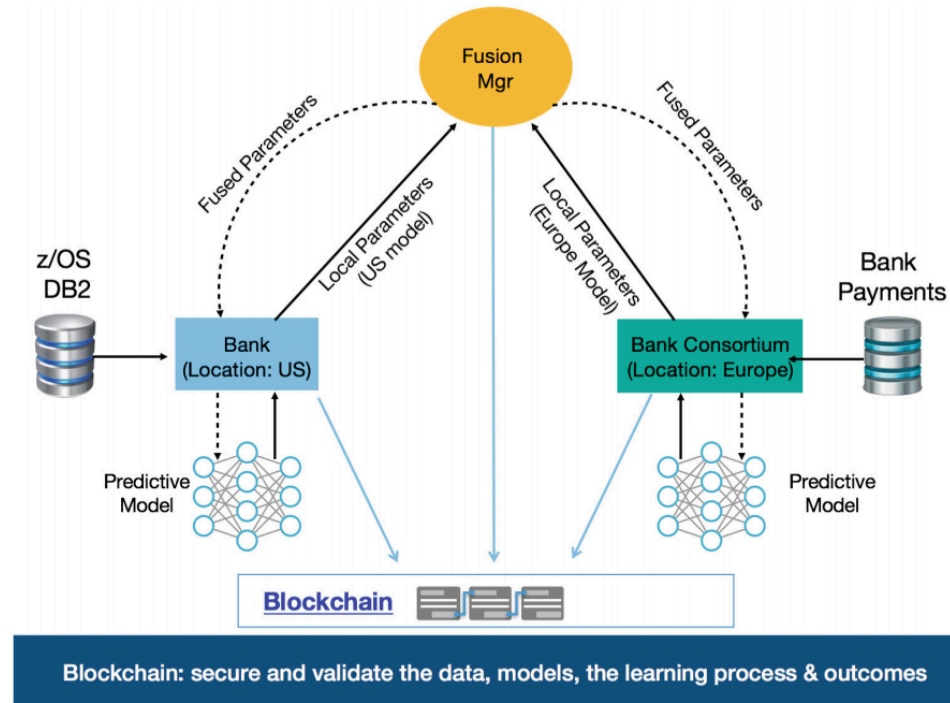 Fusion
Mgr
Fused Parameters
Fused Parameters
Local Parameters
(US model)
Local Parameters
(Europe Model)
z/OS
DB2
Bank
Payments
Bank
(Location: US)
Bank Consortium
(Location: Europe)
Predictive
Model
Predictive
Model
Blockchain
Blockchain: secure and validate the data, models, the learning process & outcomes